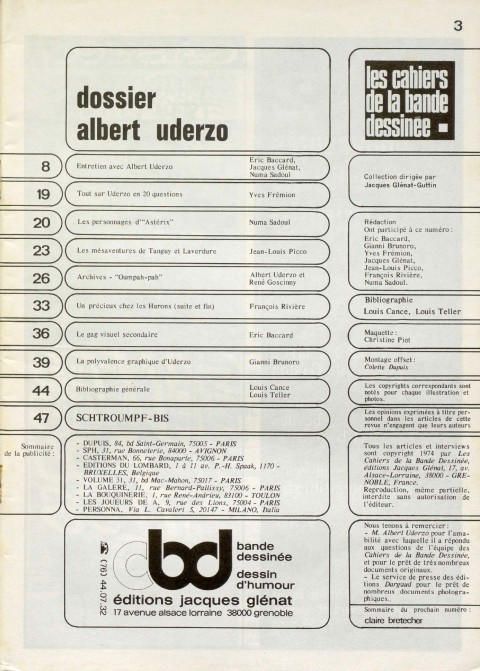 3
dossier
albert uderzo
les cahiers
de la bande
dessinée
8 Entretien avec Albert Uderzo Eric Baccard,
Jacques Glénat,
Numa Sadoul
19 Tout sur Uderzo en 20 questions Yves Frémion
20 Les personnages d'"Astérix" Numa Sadoul
23 Les mésaventures de Tanguy et Laverdure Jean-Louis Picco
26 Archives - "Oumpah-pah" Albert Uderzo et
René Goscinny
33 Un précieux chez les Hurons (suite et fin) François Rivière
36 Le gag visuel secondaire Eric Baccard
39 La polyvalence graphique d'Uderzo Gianni Brunoro
44 Bibliographie générale Louis Cance
Louis Teller
47 SCHTROUMPF-BIS
Sommaire
de la publicité :
- DUPUIS, 84, bd Saint-Germain, 75005 - PARIS
- SPH, 31, rue Bonneterie, 84000 - AVIGNON
- CASTERMAN, 66, rue Bonaparte, 75006 - PARIS
- EDITIONS DU LOMBARD, 1 à 11 av. P.-H. Spaak, 1170 -
BRUXELLES, Belgique
- VOLUME 31, 31, bd Mac-Mahon, 75017 - PARIS
- LA GALERE, 11, rue Bernard-Palissy, 75006 - PARIS
- LA BOUQUINERIE, 1, rue René-Andrieu, 83100 - TOULON
- LES JOUEURS DE A, 9, rue des Lions, 75004 - PARIS
- PERSONNA, Via L. Cavaleri 5, 20147 - MILANO, Italia
cbd
bande
dessinée
dessin
d'humour
éditions jacques glénat
17 avenue alsace lorraine 38000 grenoble
(76) 44.07.32
Collection dirigée par
Jacques Glénat-Guttin
Rédaction
Ont participé à ce numéro :
Eric Baccard,
Gianni Brunoro,
Yves Frémion,
Jacques Glénat,
Jean-Louis Picco,
François Rivière,
Numa Sadoul.
Bibliographie
Louis Cance, Louis Teller
Maquette :
Christine Piot
Montage offset :
Colette Dupuis
Les copyrights correspondants sont
notés pour chaque illustration et
photos.
Les opinions exprimées à titre per-
sonnel dans les articles de cette
revue n'engagent que leurs auteurs
Tous les articles et interviews
sont copyright 1974 par Les
Cahiers de la Bande Dessinée,
éditions Jacques Glénat, 17, av.
Alsace-Lorraine, 38000 - GRE-
NOBLE, France.
Reproduction, même partielle,
interdite sans autorisation de
l'éditeur.
Nous tenons à remercier :
- M. Albert Uderzo pour l'ama-
bilité avec laquelle il a répondu
aux questions de l'équipe des
Cahiers de la Bande Dessinée,
et pour le prêt de très nombreux
documents originaux.
- Le service de presse des édi-
tions Dargaud pour le prêt de
nombreux documents photogra-
phiques.
Sommaire du prochain numéro :
claire bretecher